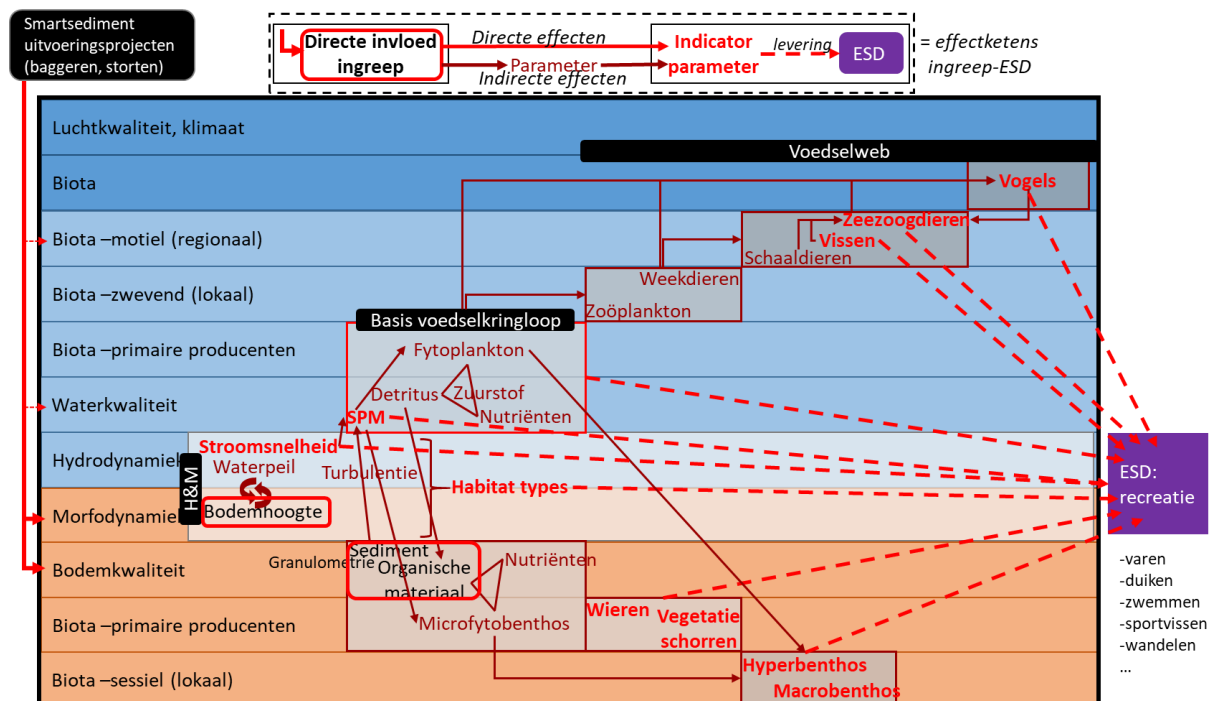 Smartsediment
uitvoeringsprojecten
(baggeren, storten)
Directe invloed
ingreep
Directe effecten
Parameter
Indirecte effecten
Indicator
parameter
levering
ESD
= effectketens
ingreep-ESD
Luchtkwaliteit, klimaat
Voedselweb
Biota
Vogels
Biota –motiel (regionaal)
Zeezoogdieren
Vissen
Schaaldieren
Biota –zwevend (lokaal)
Weekdieren
Zoöplankton
Basis voedselkringloop
Biota –primaire producenten
Fytoplankton
Waterkwaliteit
Detritus
Zuurstof
Nutriënten
SPM
Hydrodynamiek
H&M
Stroomsnelheid
Waterpeil
Turbulentie
Habitat types
Morfodynamiek
Bodemhoogte
ESD:
recreatie
Bodemkwaliteit
Granulometrie
Sediment
Organische
materiaal
Nutriënten
Biota –primaire producenten
Microfytobenthos
Wieren
Vegetatie
schorren
Biota –sessiel (lokaal)
Hyperbenthos
Macrobenthos
-varen
-duiken
-zwemmen
-sportvissen
-wandelen
...